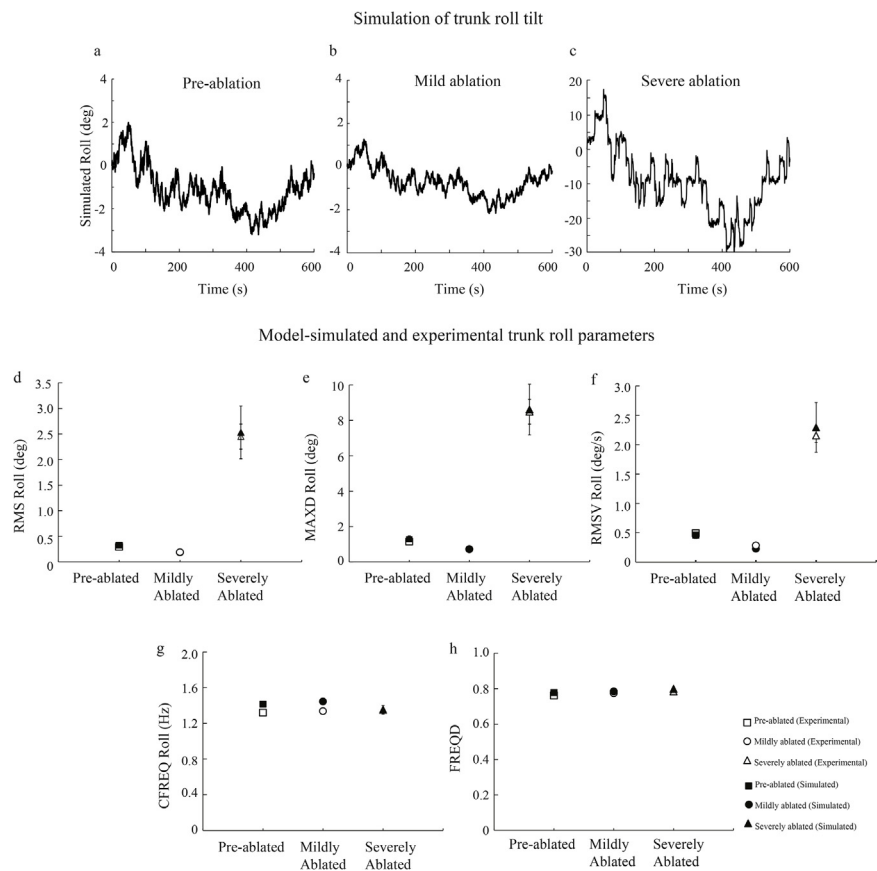 Simulation of trunk roll tilt
a
b
c
Pre-ablation
Mild ablation
Severe ablation
Simulated Roll (deg)
4
2
0
-2
-4
0
200
400
600
Time (s)
4
2
0
-2
-4
0
200
400
600
Time (s)
20
10
0
-10
-20
-30
0
200
400
600
Time (s)
Model-simulated and experimental trunk roll parameters
d
RMS Roll (deg)
3.5
3.0
2.5
2.0
1.5
1.0
0.5
0
Pre-ablated
Mildly
Ablated
Severely
Ablated
e
MAXD Roll (deg)
10
8
6
4
2
0
Pre-ablated
Mildly
Ablated
Severely
Ablated
f
RMSV Roll (deg/s)
3.0
2.5
2.0
1.5
1.0
0.5
0
Pre-ablated
Mildly
Ablated
Severely
Ablated
g
CFREQ Roll (Hz)
2.0
1.6
1.2
0.8
0.4
0
Pre-ablated
Mildly
Ablated
Severely
Ablated
h
FREQD
1.0
0.8
0.6
0.4
0.2
0
Pre-ablated
Mildly
Ablated
Severely
Ablated
Pre-ablated (Experimental)
Mildly ablated (Experimental)
Severely ablated (Experimental)
Pre-ablated (Simulated)
Mildly ablated (Simulated)
Severely ablated (Simulated)